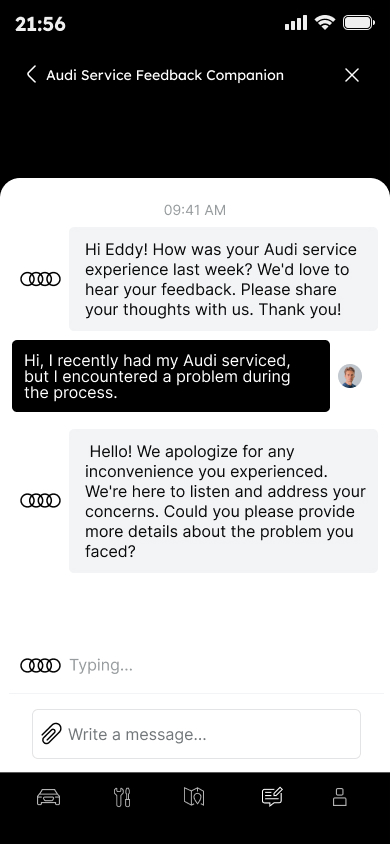 21:56
Audi Service Feedback Companion
09:41 AM
Hi Eddy! How was your Audi service
experience last week? We'd love to
hear your feedback. Please share
your thoughts with us. Thank you!
Hi, I recently had my Audi serviced,
but I encountered a problem during
the process.
Hello! We apologize for any
inconvenience you experienced.
We're here to listen and address your
concerns. Could you please provide
more details about the problem you
faced?
Typing...
Write a message...